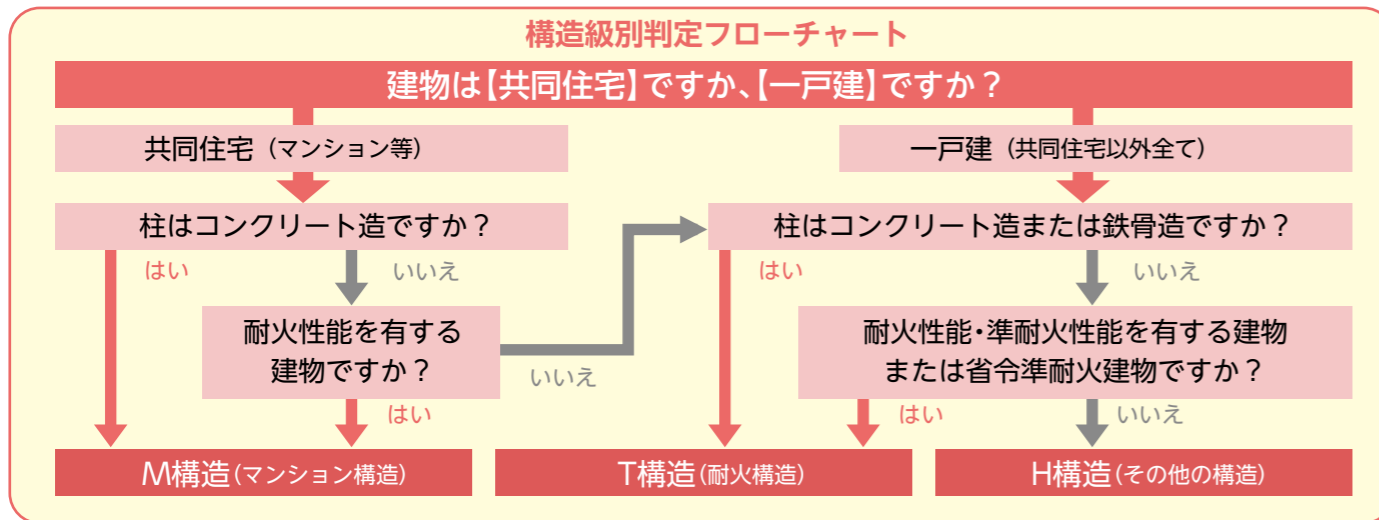 構造級別判定フローチャート
建物は【共同住宅】ですか、【一戸建】ですか？
共同住宅（マンション等）
一戸建（共同住宅以外全て）
柱はコンクリート造ですか？
柱はコンクリート造または鉄骨造ですか？
はい
いいえ
はい
いいえ
耐火性能を有する
建物ですか？
いいえ
耐火性能・準耐火性能を有する建物
または省令準耐火建物ですか？
はい
はい
いいえ
M構造（マンション構造）
T構造（耐火構造）
H構造（その他の構造）